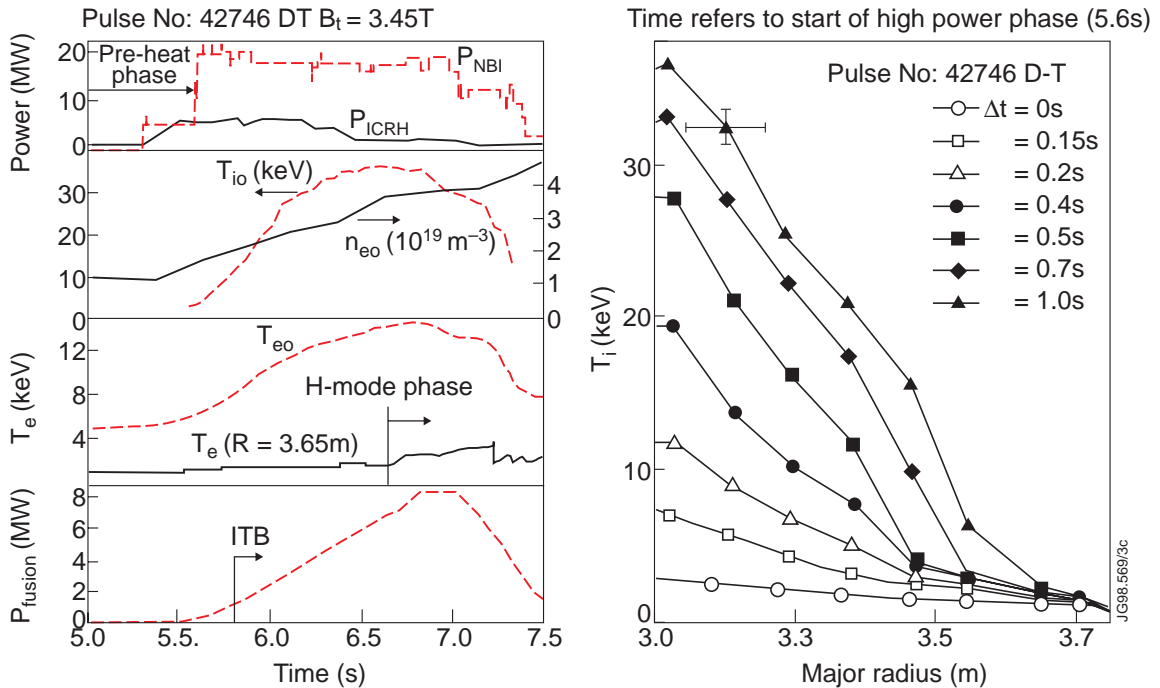 Pulse No: 42746 DT B_t = 3.45T
Power (MW)
20
10
0
Pre-heat
phase
P_NBI
P_ICRH
30
20
10
0
T_io (keV)
n_eo (10^19 m^–3)
4
3
2
1
0
T_e (keV)
12
8
4
0
T_eo
H-mode phase
T_e (R = 3.65m)
P_fusion (MW)
8
6
4
2
0
ITB
5.0
5.5.
6.0
6.5
7.0
7.5
Time (s)
Time refers to start of high power phase (5.6s)
Pulse No: 42746 D-T
Δt = 0s
= 0.15s
= 0.2s
= 0.4s
= 0.5s
= 0.7s
= 1.0s
T_i (keV)
30
20
10
0
3.0
3.3
3.5
3.7
Major radius (m)
JG98.569/3c